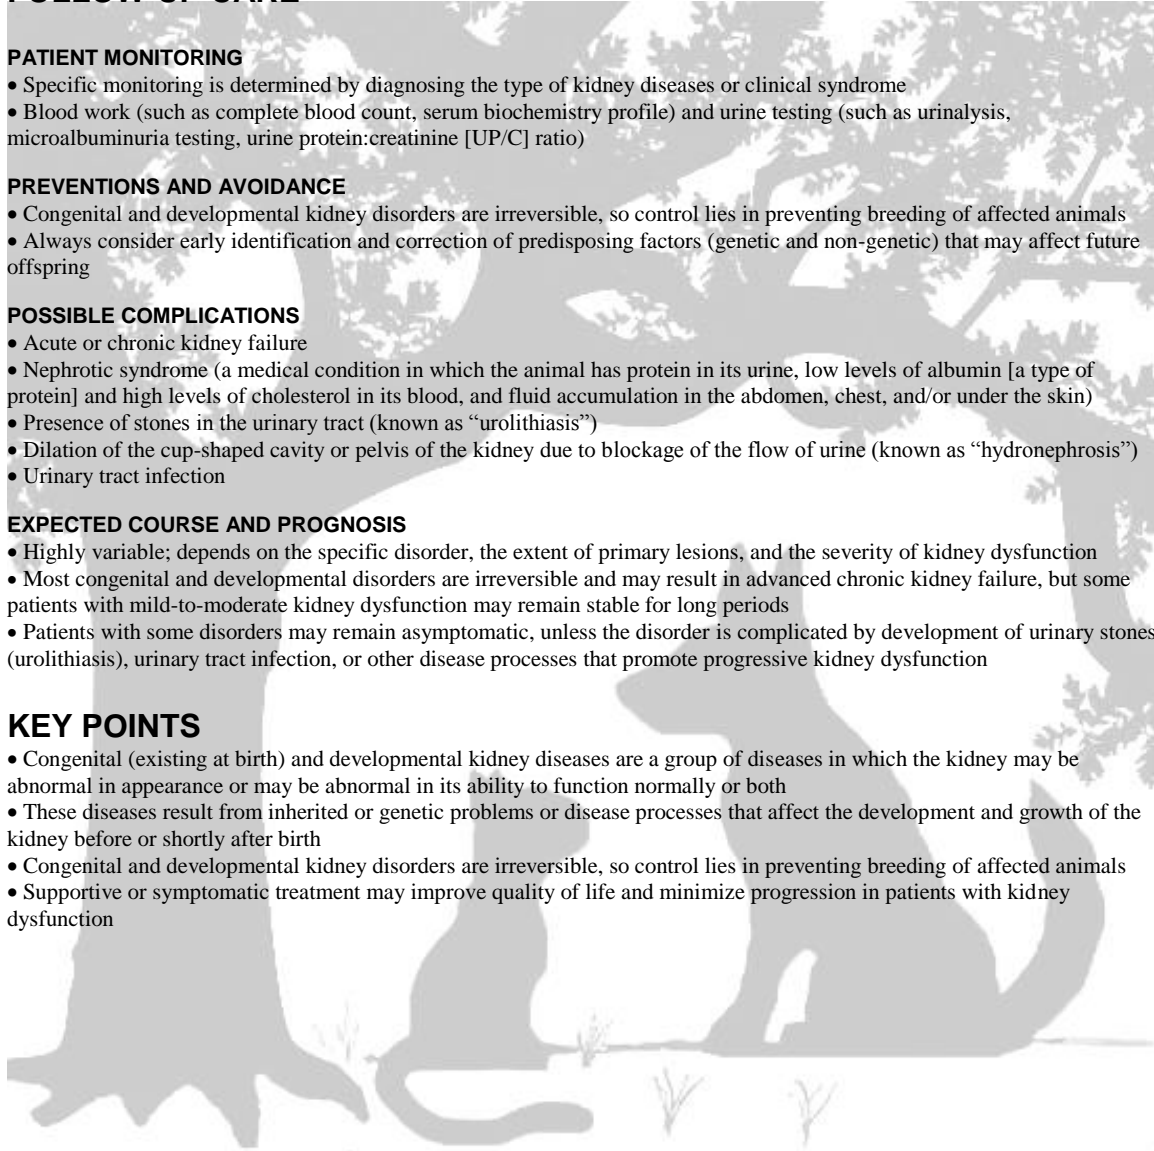 FOLLOW-UP CARE
PATIENT MONITORING
• Specific monitoring is determined by diagnosing the type of kidney diseases or clinical syndrome
• Blood work (such as complete blood count, serum biochemistry profile) and urine testing (such as urinalysis,
microalbuminuria testing, urine protein:creatinine [UP/C] ratio)
PREVENTIONS AND AVOIDANCE
• Congenital and developmental kidney disorders are irreversible, so control lies in preventing breeding of affected animals
• Always consider early identification and correction of predisposing factors (genetic and non-genetic) that may affect future
offspring
POSSIBLE COMPLICATIONS
• Acute or chronic kidney failure
• Nephrotic syndrome (a medical condition in which the animal has protein in its urine, low levels of albumin [a type of
protein] and high levels of cholesterol in its blood, and fluid accumulation in the abdomen, chest, and/or under the skin)
• Presence of stones in the urinary tract (known as “urolithiasis”)
• Dilation of the cup-shaped cavity or pelvis of the kidney due to blockage of the flow of urine (known as “hydronephrosis”)
• Urinary tract infection
EXPECTED COURSE AND PROGNOSIS
• Highly variable; depends on the specific disorder, the extent of primary lesions, and the severity of kidney dysfunction
• Most congenital and developmental disorders are irreversible and may result in advanced chronic kidney failure, but some
patients with mild-to-moderate kidney dysfunction may remain stable for long periods
• Patients with some disorders may remain asymptomatic, unless the disorder is complicated by development of urinary stones
(urolithiasis), urinary tract infection, or other disease processes that promote progressive kidney dysfunction
KEY POINTS
• Congenital (existing at birth) and developmental kidney diseases are a group of diseases in which the kidney may be
abnormal in appearance or may be abnormal in its ability to function normally or both
• These diseases result from inherited or genetic problems or disease processes that affect the development and growth of the
kidney before or shortly after birth
• Congenital and developmental kidney disorders are irreversible, so control lies in preventing breeding of affected animals
• Supportive or symptomatic treatment may improve quality of life and minimize progression in patients with kidney
dysfunction